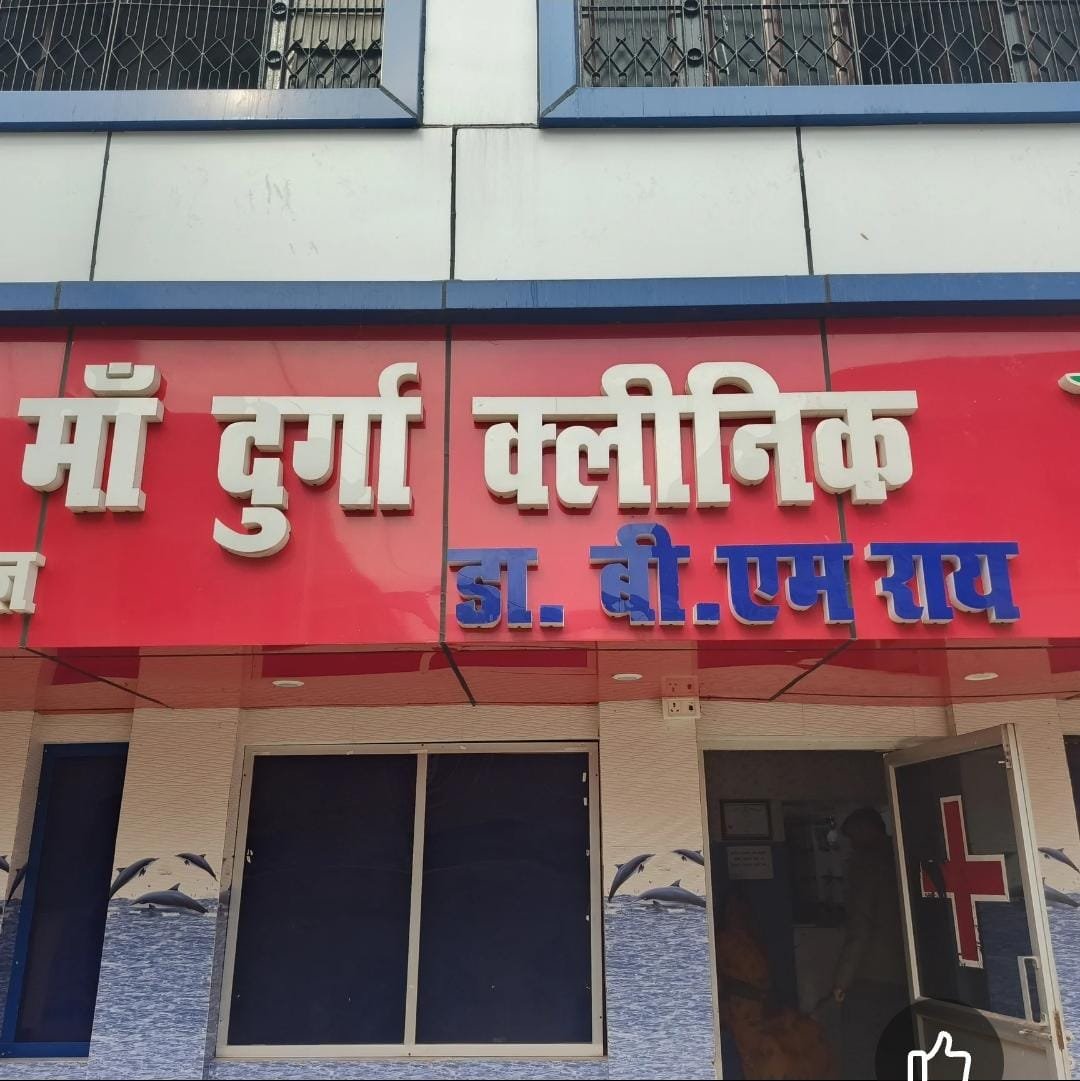 माँ दुर्गा क्लीनिक
डा. बी.एम राय